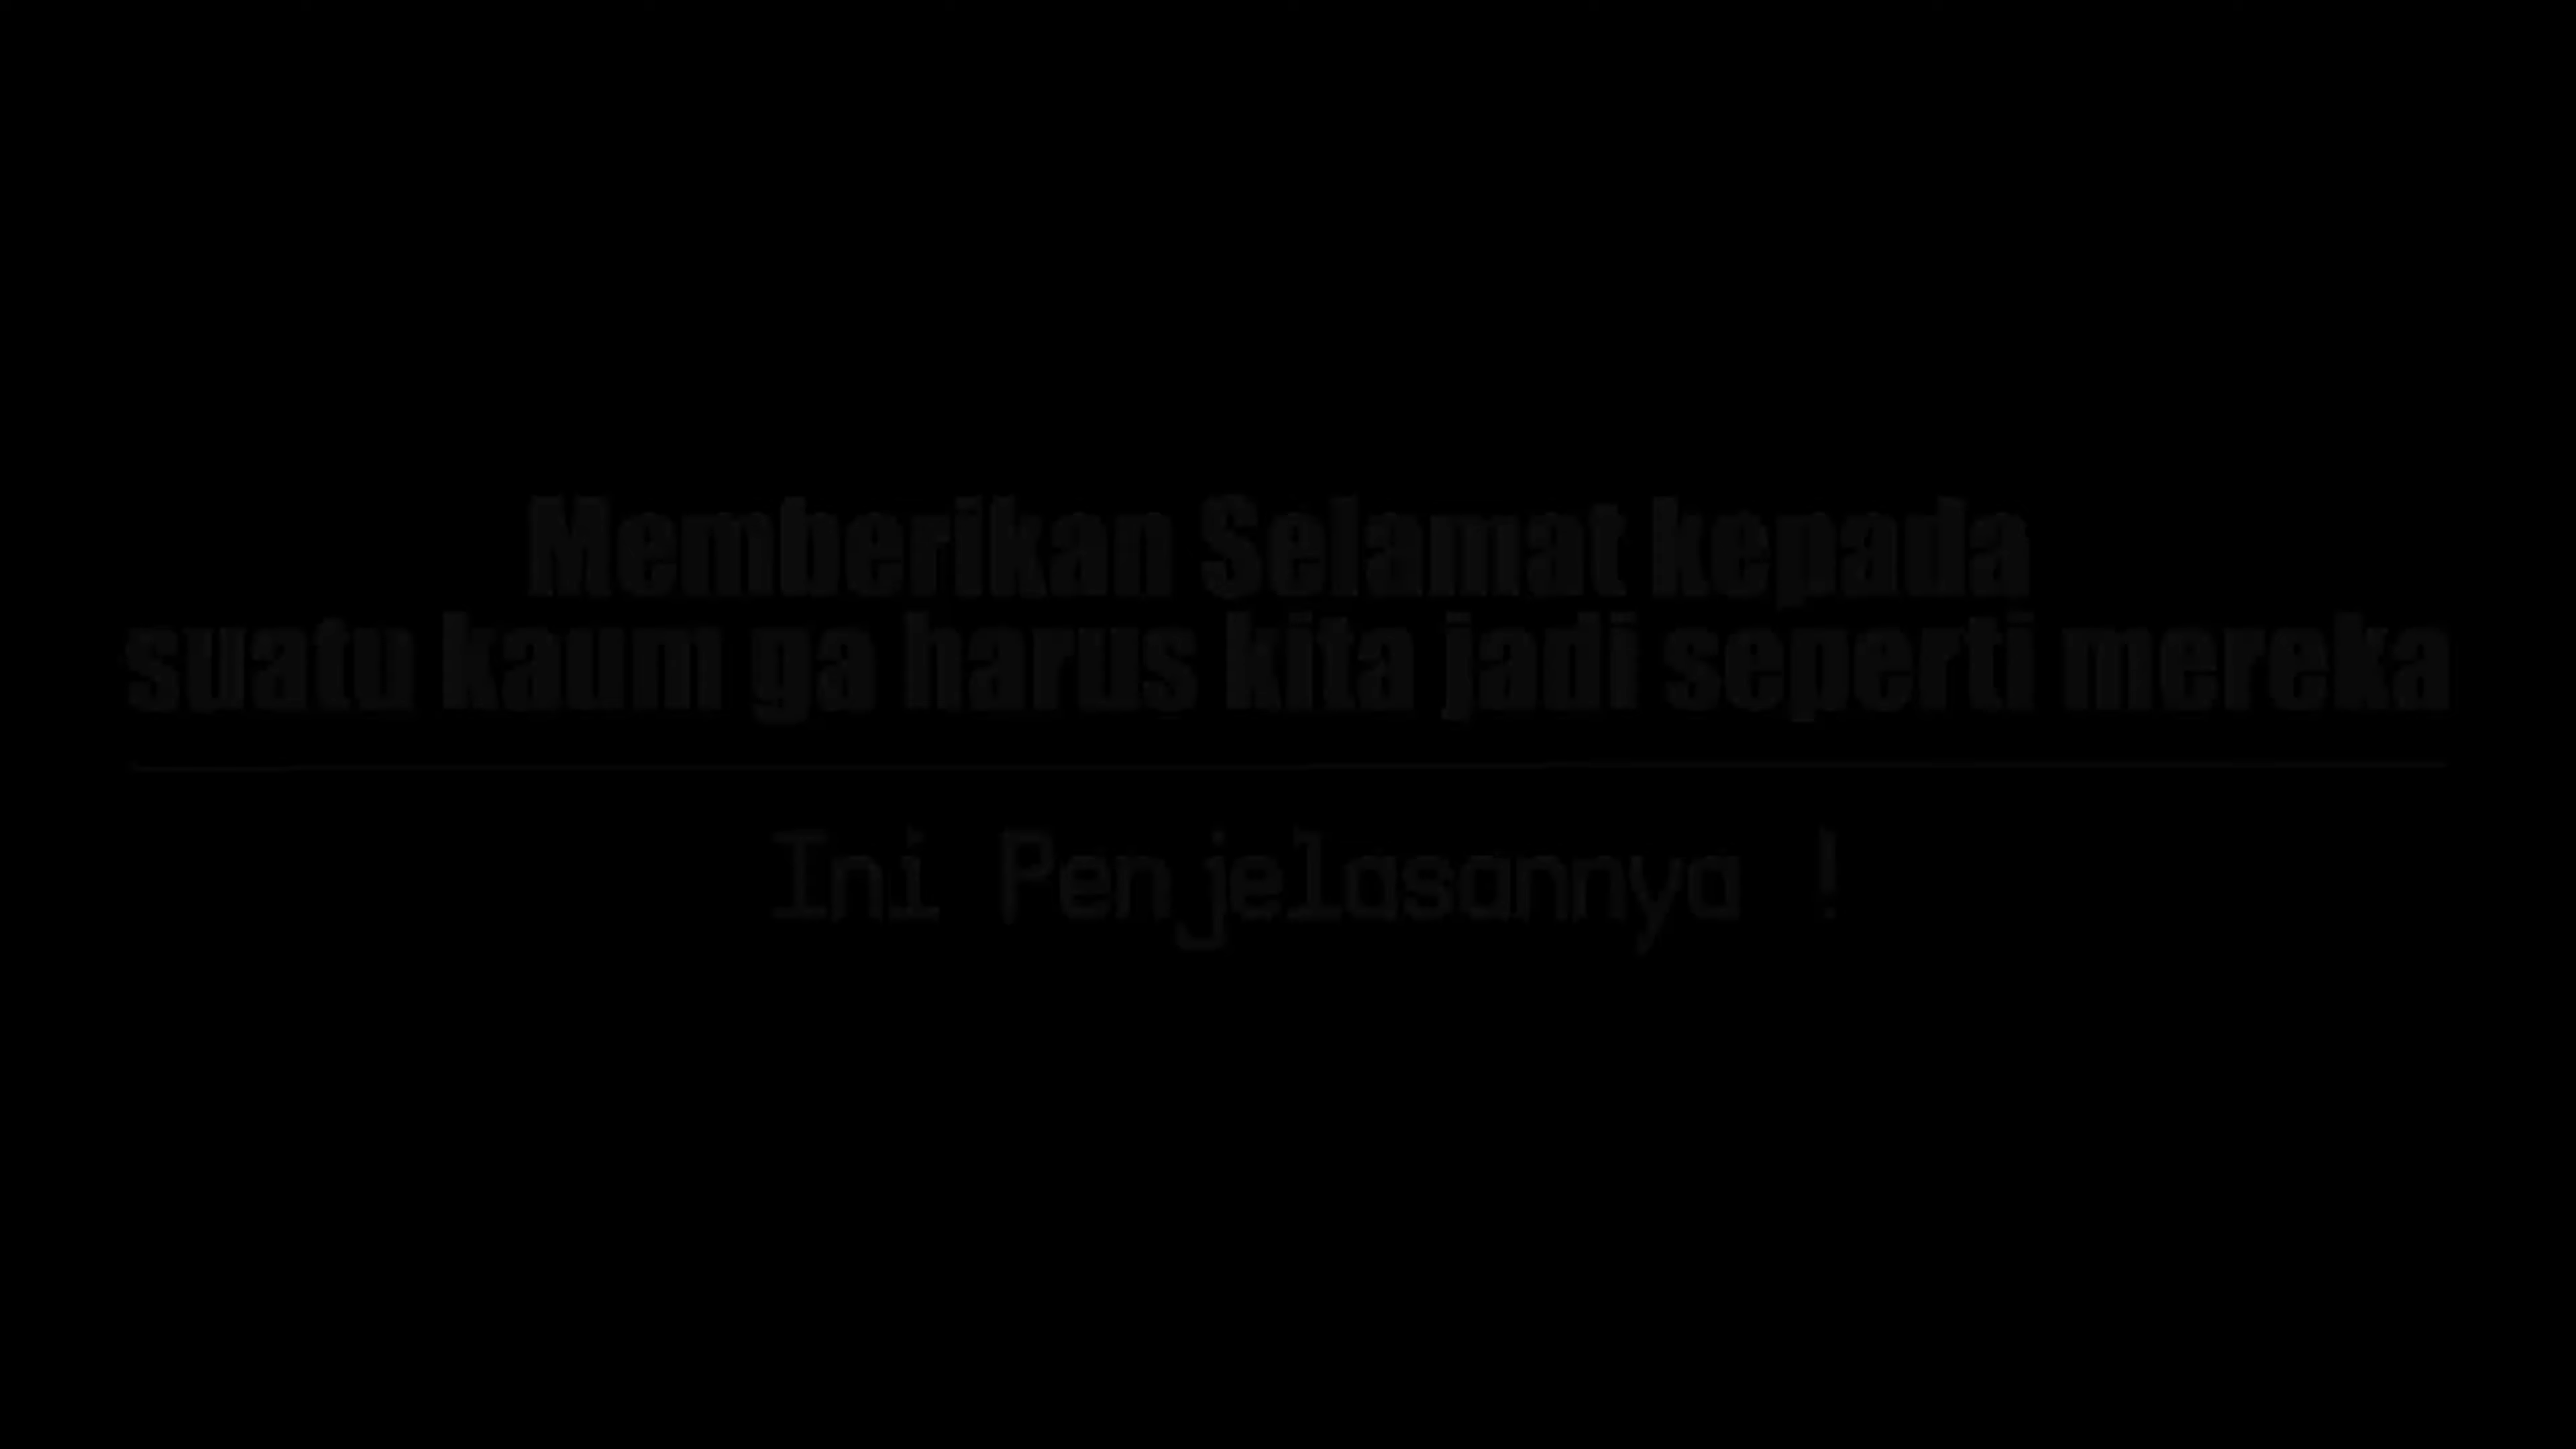 Memberikan Selamat kepada
suatu kaum ga harus kita jadi seperti mereka
Ini Penjelasannya !